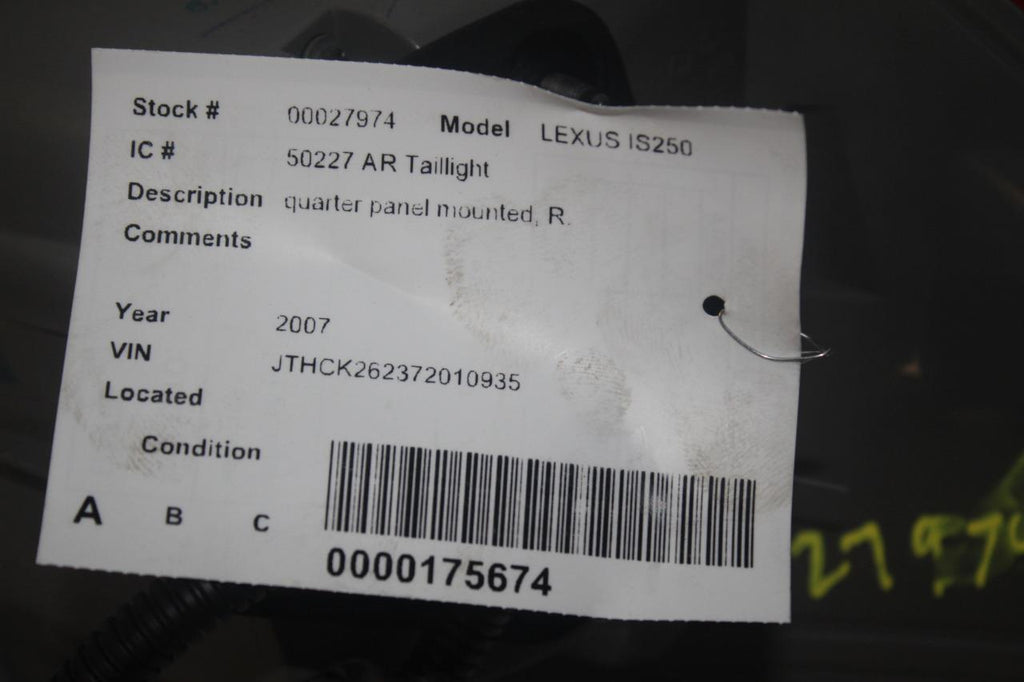 Stock # 00027974 Model LEXUS IS250
IC # 50227 AR Taillight
Description quarter panel mounted, R.
Comments
Year 2007
VIN JTHCK262372010935
Located
Condition
A B C
0000175674
27974